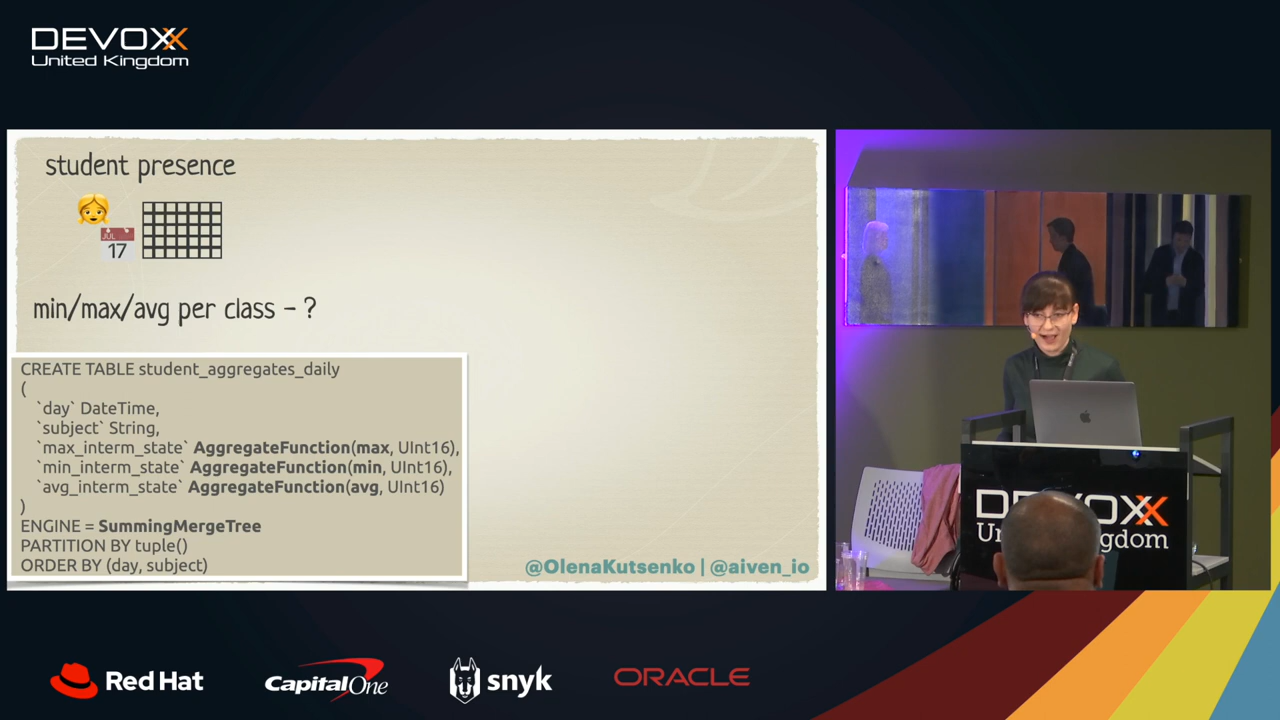 DEVOXX
United Kingdom
student presence
JUL
17
min/max/avg per class - ?
CREATE TABLE student_aggregates_daily
(
`day` DateTime,
`subject` String,
`max_interm_state` AggregateFunction(max, UInt16),
`min_interm_state` AggregateFunction(min, UInt16),
`avg_interm_state` AggregateFunction(avg, UInt16)
)
ENGINE = SummingMergeTree
PARTITION BY tuple()
ORDER BY (day, subject)
@OlenaKutsenko | @aiven_io
DEVOXX
United Kingdom
Red Hat
CapitalOne
snyk
ORACLE